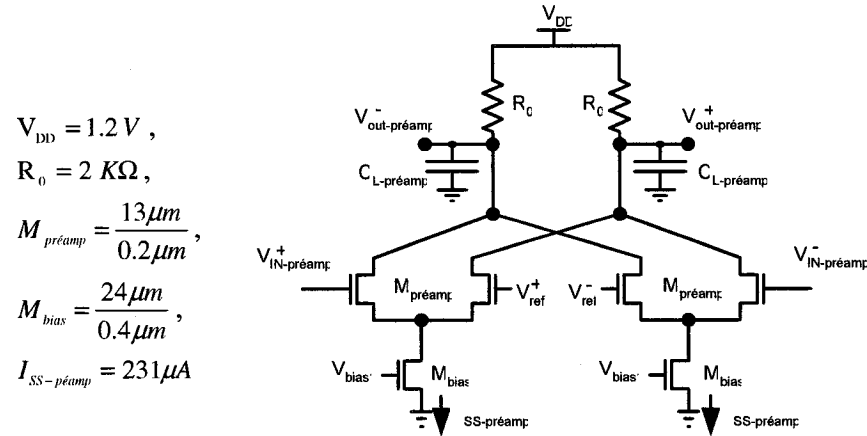 V_DD = 1.2 V ,
R_0 = 2 KΩ ,
M_préamp = 13μm / 0.2μm ,
M_bias = 24μm / 0.4μm ,
I_SS-péamp = 231μA
V_DD
R_0 R_0
V⁻_out-préamp V⁺_out-préamp
C_L-préamp C_L-préamp
V⁺_IN-préamp V⁻_IN-préamp
M_préamp V⁺_ref V⁻_ref M_préamp
V_bias M_bias V_bias M_bias
SS-préamp SS-préamp